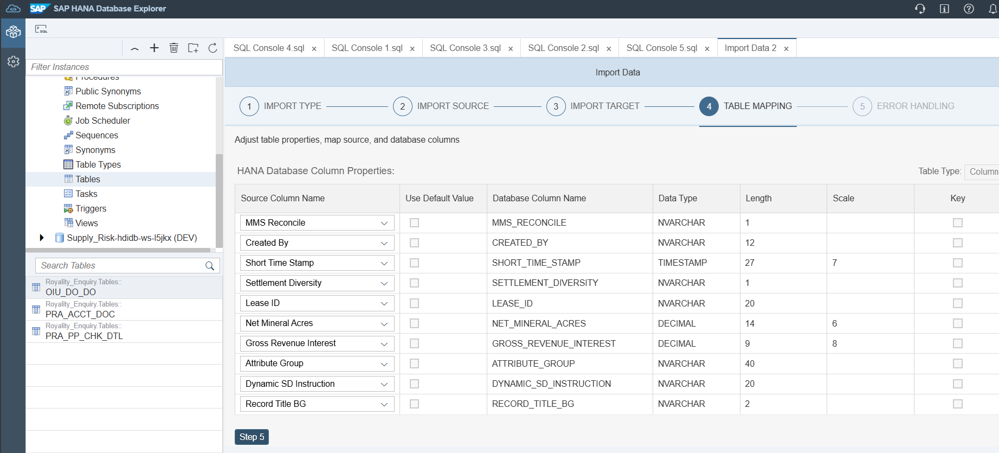 SAP SAP HANA Database Explorer
SQL
SQL Console 4.sql × SQL Console 1.sql × SQL Console 3.sql × SQL Console 2.sql × SQL Console 5.sql × Import Data 2 ×
Filter Instances
Procedures
Public Synonyms
Remote Subscriptions
Job Scheduler
Sequences
Synonyms
Table Types
Tables
Tasks
Triggers
Views
Supply_Risk-hdidb-ws-l5jkx (DEV)
Search Tables
Royality_Enquiry.Tables::
OIU_DO_DO
Royality_Enquiry.Tables::
PRA_ACCT_DOC
Royality_Enquiry.Tables::
PRA_PP_CHK_DTL
Import Data
1 IMPORT TYPE 2 IMPORT SOURCE 3 IMPORT TARGET 4 TABLE MAPPING 5 ERROR HANDLING
Adjust table properties, map source, and database columns
HANA Database Column Properties: Table Type: Column
Source Column Name Use Default Value Database Column Name Data Type Length Scale Key
MMS Reconcile MMS_RECONCILE NVARCHAR 1
Created By CREATED_BY NVARCHAR 12
Short Time Stamp SHORT_TIME_STAMP TIMESTAMP 27 7
Settlement Diversity SETTLEMENT_DIVERSITY NVARCHAR 1
Lease ID LEASE_ID NVARCHAR 20
Net Mineral Acres NET_MINERAL_ACRES DECIMAL 14 6
Gross Revenue Interest GROSS_REVENUE_INTEREST DECIMAL 9 8
Attribute Group ATTRIBUTE_GROUP NVARCHAR 40
Dynamic SD Instruction DYNAMIC_SD_INSTRUCTION NVARCHAR 20
Record Title BG RECORD_TITLE_BG NVARCHAR 2
Step 5